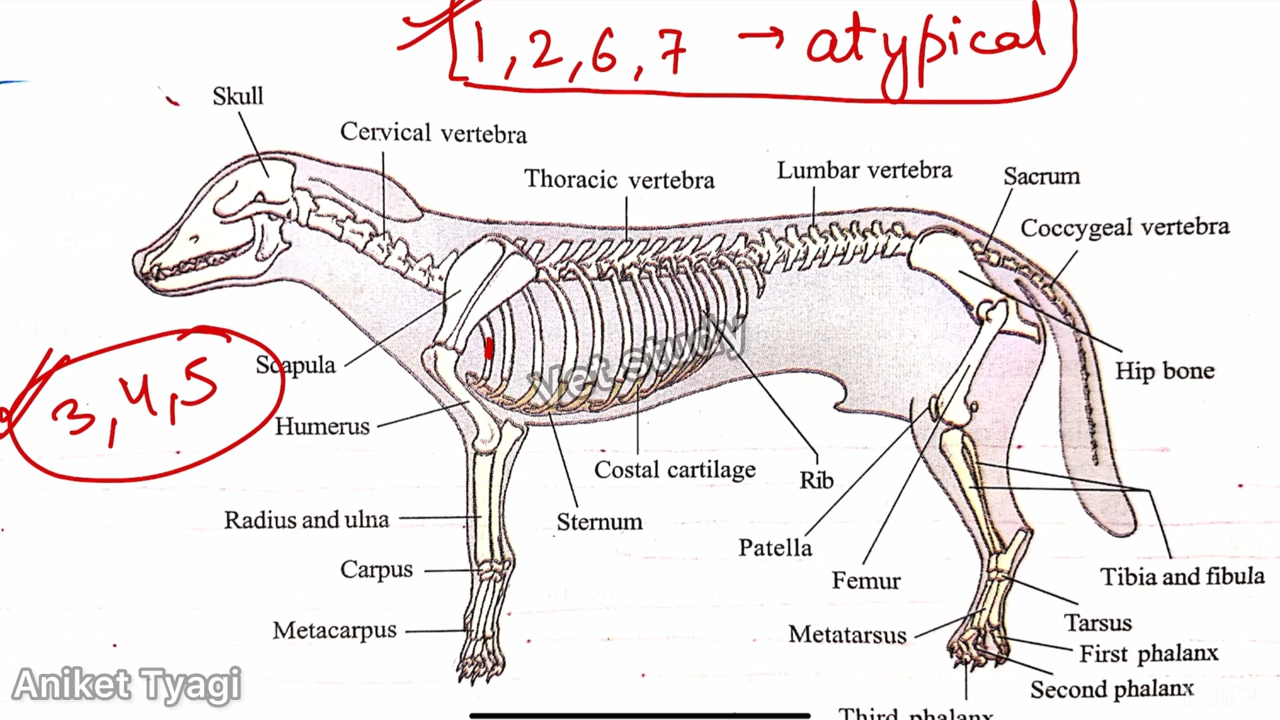 1, 2, 6, 7 → atypical
Skull
Cervical vertebra
Thoracic vertebra
Lumbar vertebra
Sacrum
Coccygeal vertebra
Scapula
3, 4, 5
Vet study
Hip bone
Humerus
Costal cartilage
Rib
Radius and ulna
Sternum
Patella
Carpus
Femur
Tibia and fibula
Metacarpus
Metatarsus
Tarsus
First phalanx
Aniket Tyagi
Second phalanx
Third phalanx